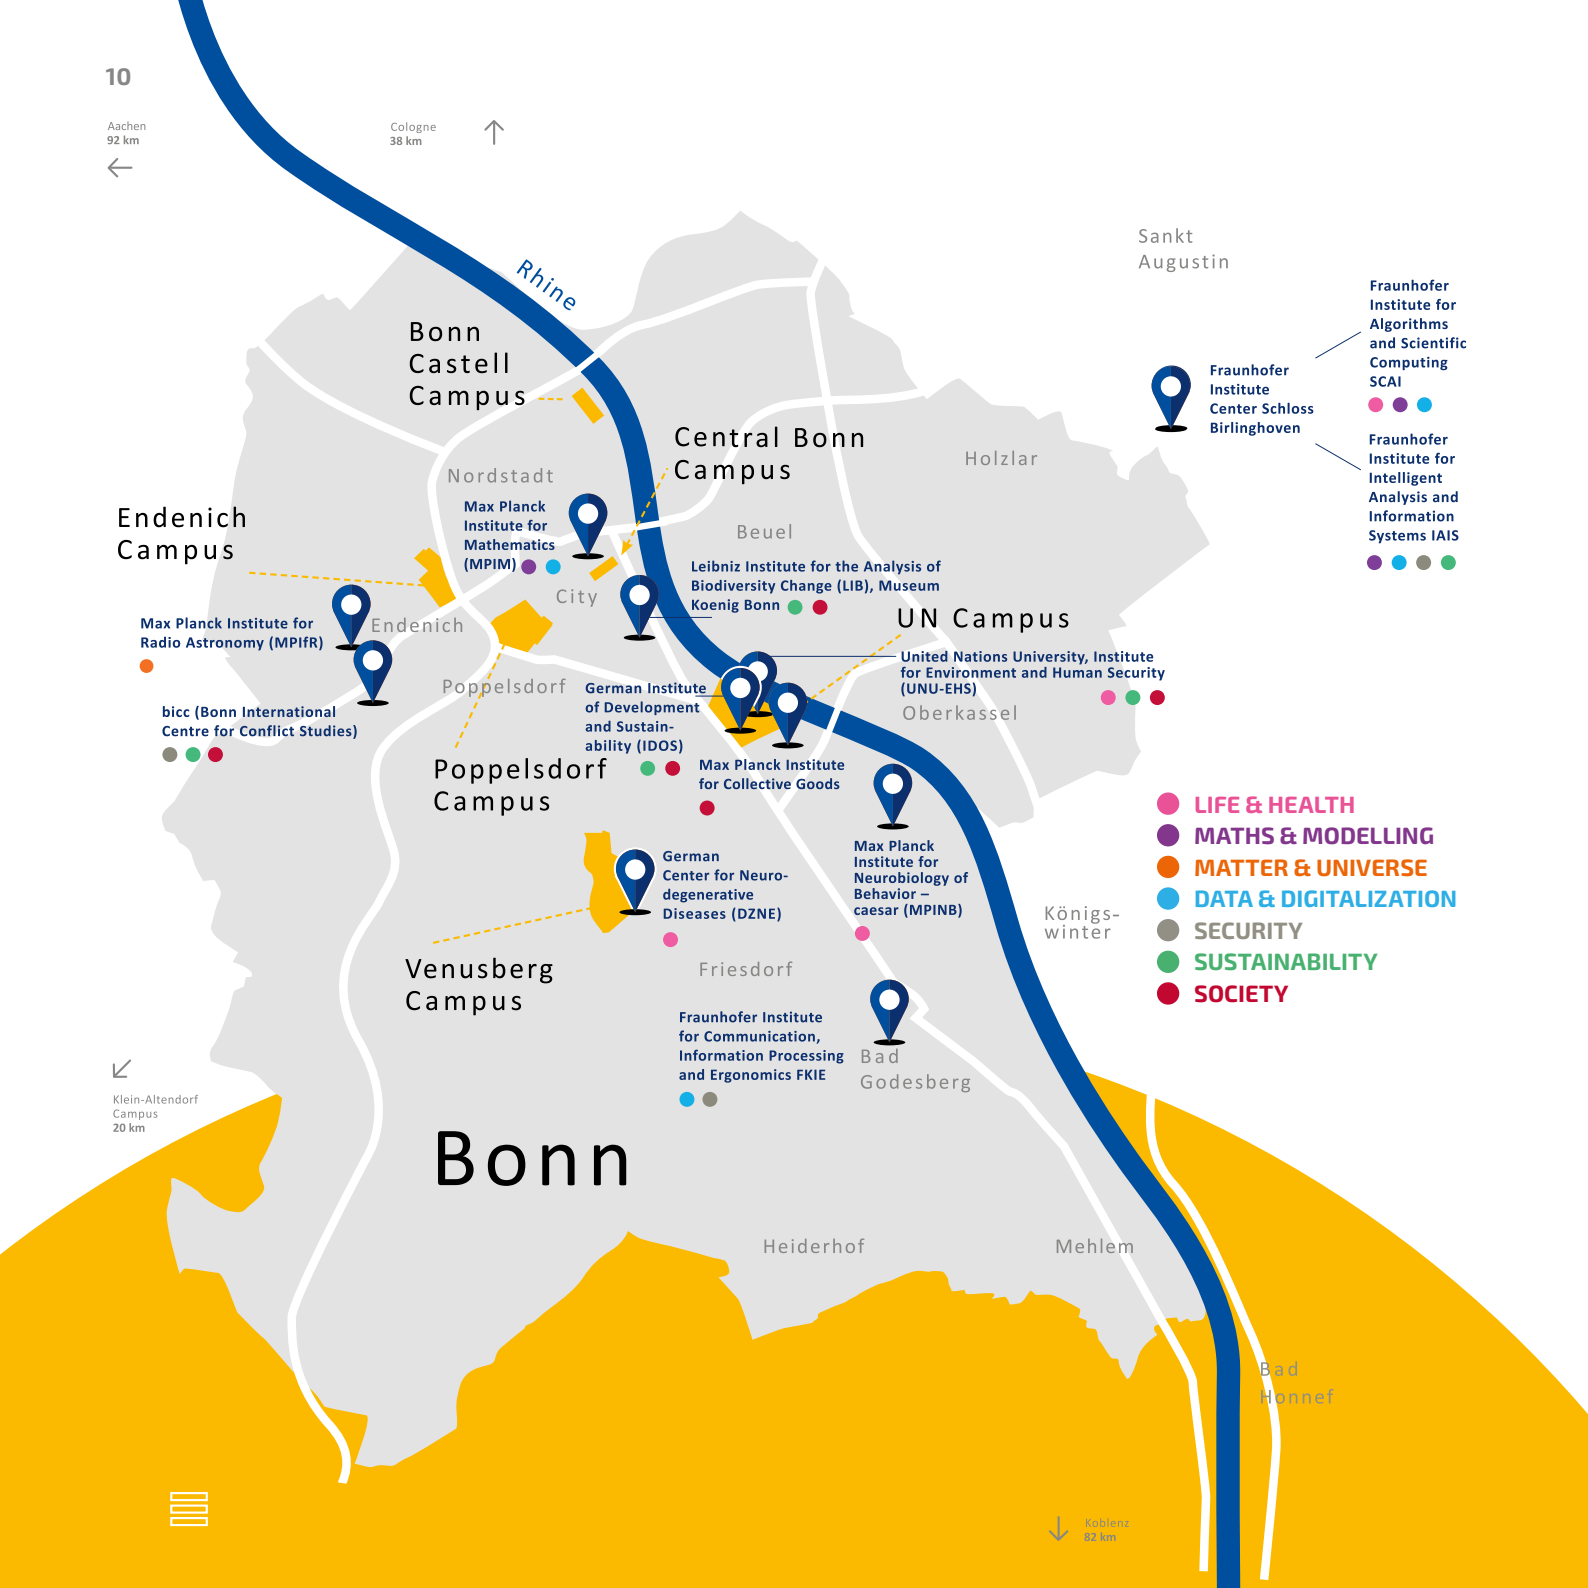 10
Aachen
92 km
Cologne
38 km
Rhine
Sankt
Augustin
Bonn
Castell
Campus
Fraunhofer
Institute for
Algorithms
and Scientific
Computing
SCAI
Fraunhofer
Institute
Center Schloss
Birlinghoven
Fraunhofer
Institute for
Intelligent
Analysis and
Information
Systems IAIS
Central Bonn
Campus
Holzlar
Nordstadt
Max Planck
Institute for
Mathematics
(MPIM)
Endenich
Campus
Beuel
City
Leibniz Institute for the Analysis of
Biodiversity Change (LIB), Museum
Koenig Bonn
UN Campus
Max Planck Institute for
Radio Astronomy (MPIfR)
Endenich
United Nations University, Institute
for Environment and Human Security
(UNU-EHS)
Oberkassel
Poppelsdorf
German Institute
of Development
and Sustain-
ability (IDOS)
bicc (Bonn International
Centre for Conflict Studies)
Poppelsdorf
Campus
Max Planck Institute
for Collective Goods
German
Center for Neuro-
degenerative
Diseases (DZNE)
Max Planck
Institute for
Neurobiology of
Behavior –
caesar (MPINB)
LIFE & HEALTH
MATHS & MODELLING
MATTER & UNIVERSE
DATA & DIGITALIZATION
SECURITY
SUSTAINABILITY
SOCIETY
Königs-
winter
Venusberg
Campus
Friesdorf
Fraunhofer Institute
for Communication,
Information Processing
and Ergonomics FKIE
Bad
Godesberg
Klein-Altendorf
Campus
20 km
Bonn
Heiderhof
Mehlem
Bad
Honnef
Koblenz
82 km